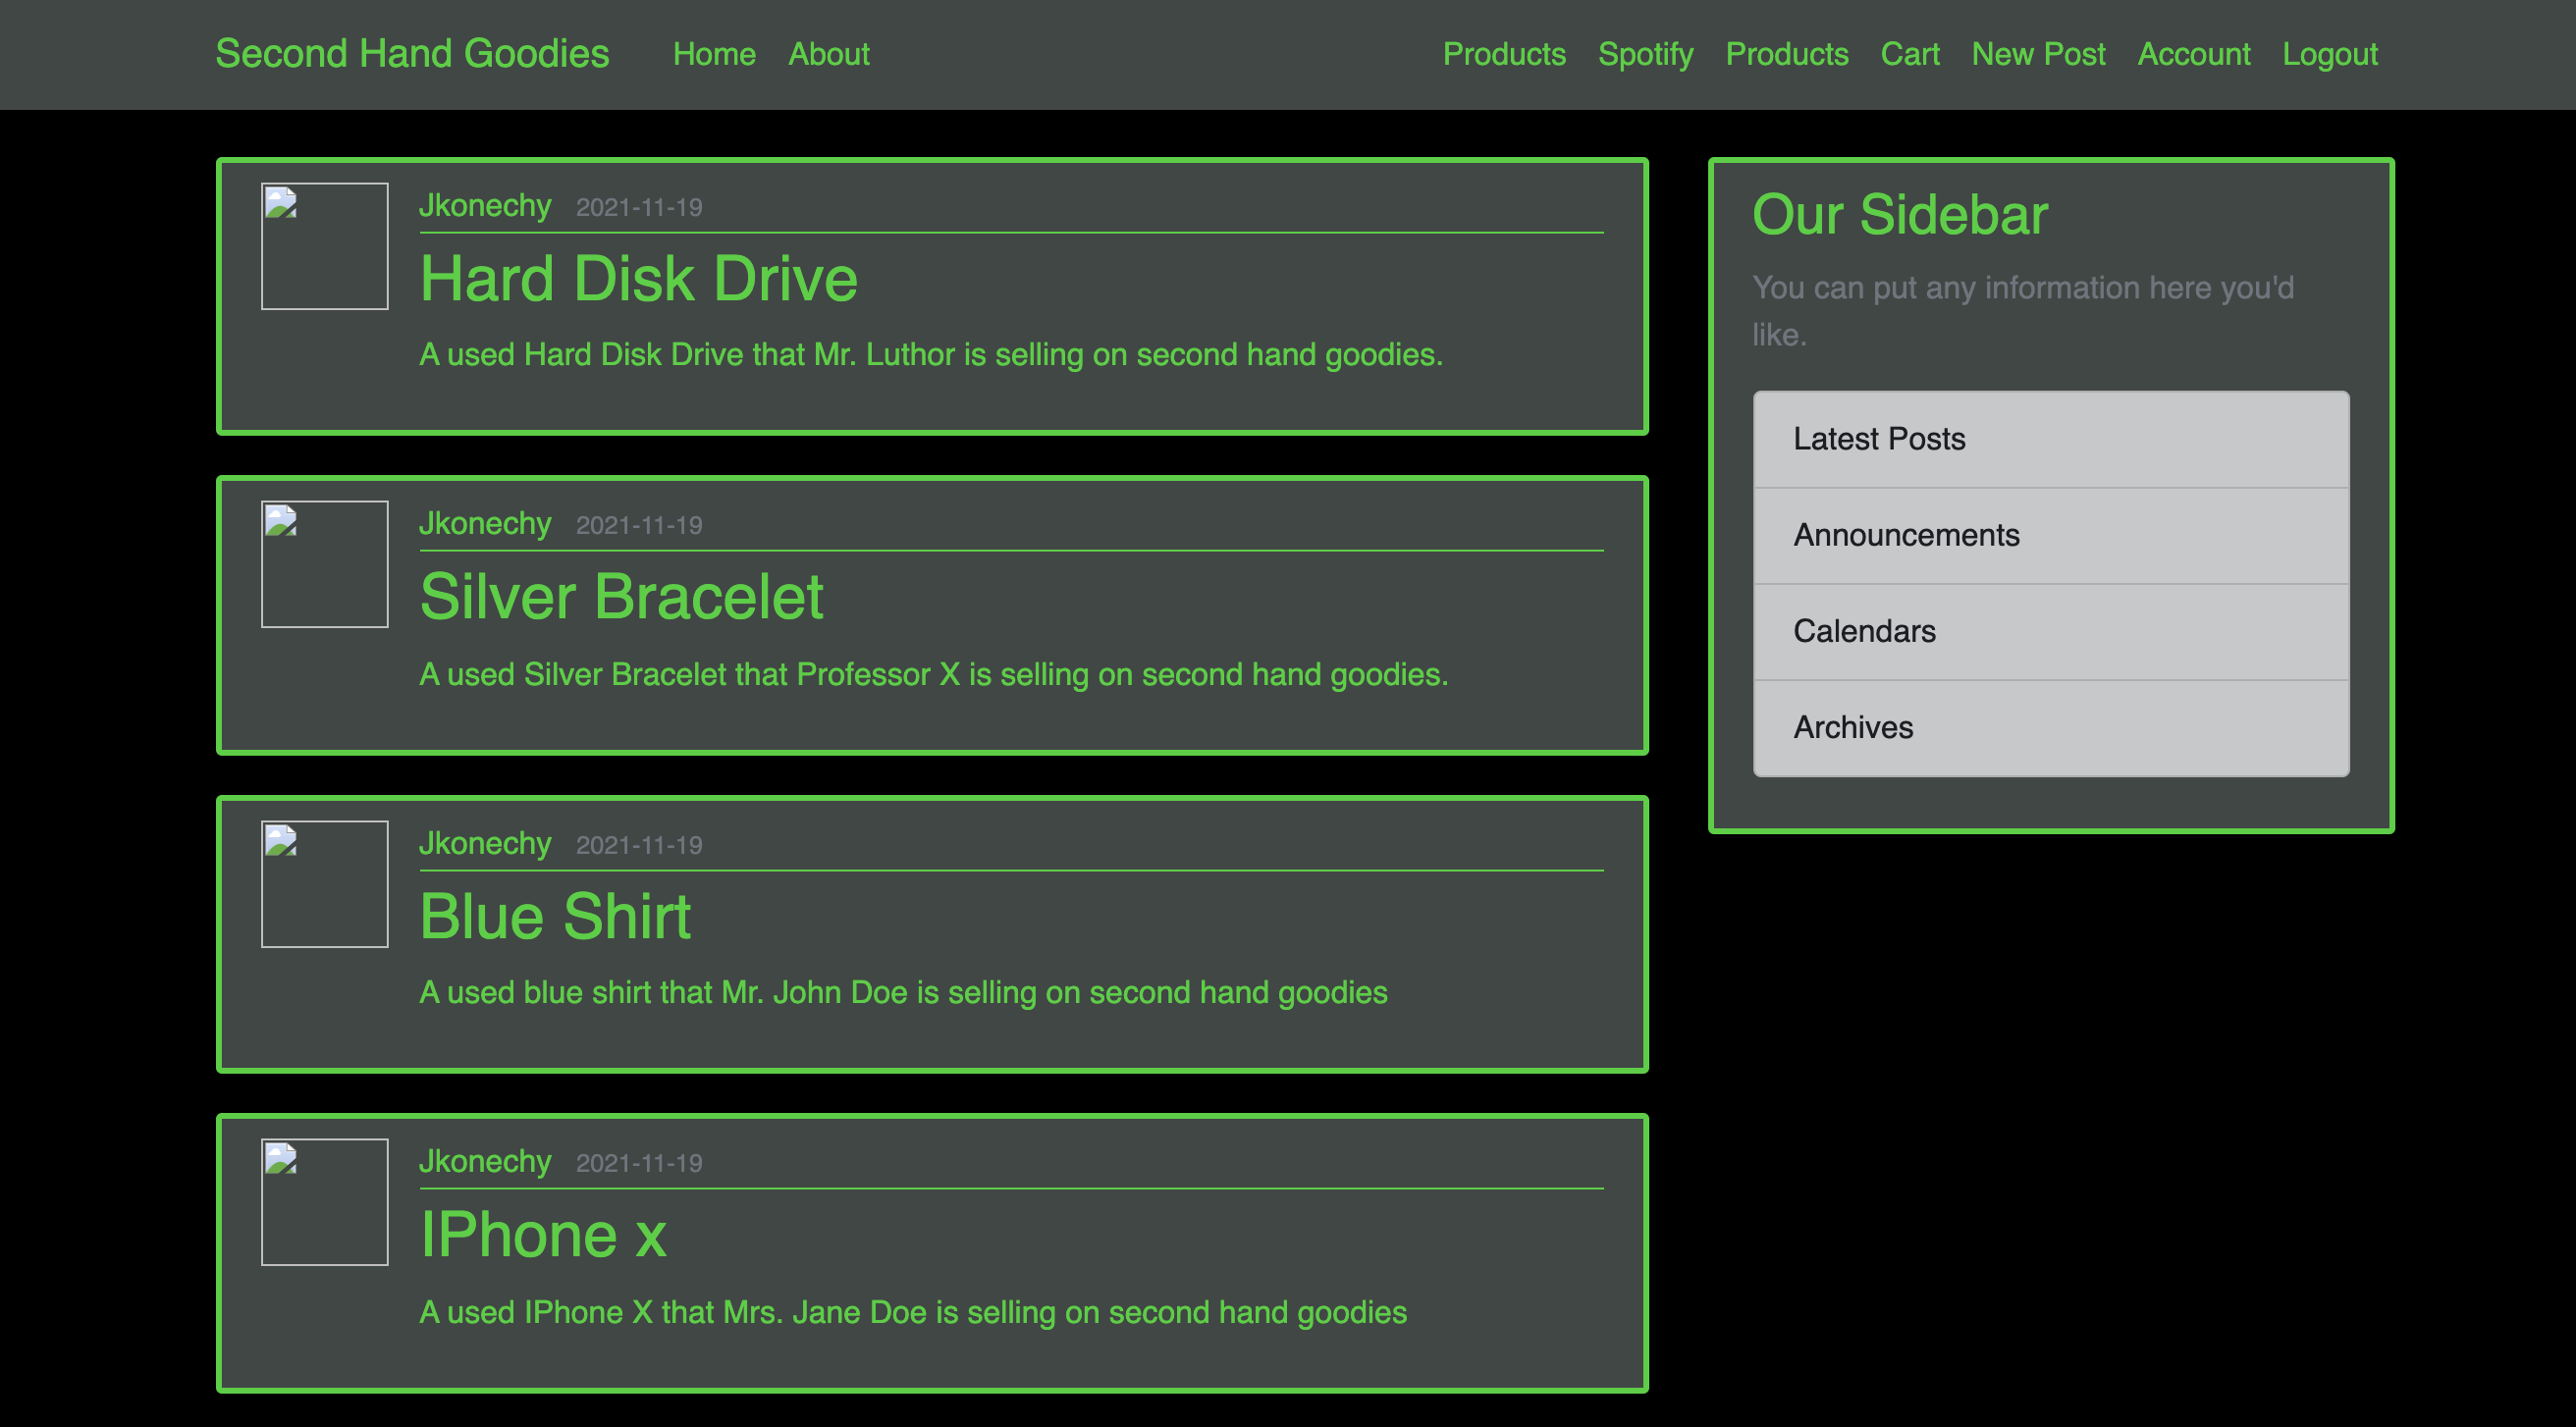 Second Hand Goodies Home About Products Spotify Products Cart New Post Account Logout
Jkonechy 2021-11-19
Hard Disk Drive
A used Hard Disk Drive that Mr. Luthor is selling on second hand goodies.
Jkonechy 2021-11-19
Silver Bracelet
A used Silver Bracelet that Professor X is selling on second hand goodies.
Jkonechy 2021-11-19
Blue Shirt
A used blue shirt that Mr. John Doe is selling on second hand goodies
Jkonechy 2021-11-19
IPhone x
A used IPhone X that Mrs. Jane Doe is selling on second hand goodies
Our Sidebar
You can put any information here you'd
like.
Latest Posts
Announcements
Calendars
Archives